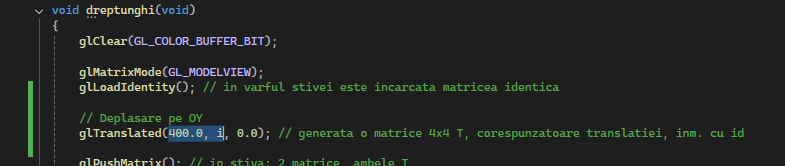 void dreptunghi(void)
{
glClear(GL_COLOR_BUFFER_BIT);
glMatrixMode(GL_MODELVIEW);
glLoadIdentity(); // in varful stivei este incarcata matricea identica
// Deplasare pe OY
glTranslated(400.0, i, 0.0); // generata o matrice 4x4 T, corespunzatoare translatiei, inm. cu id
glPushMatrix(); // in stiva: 2 matrice, ambele T